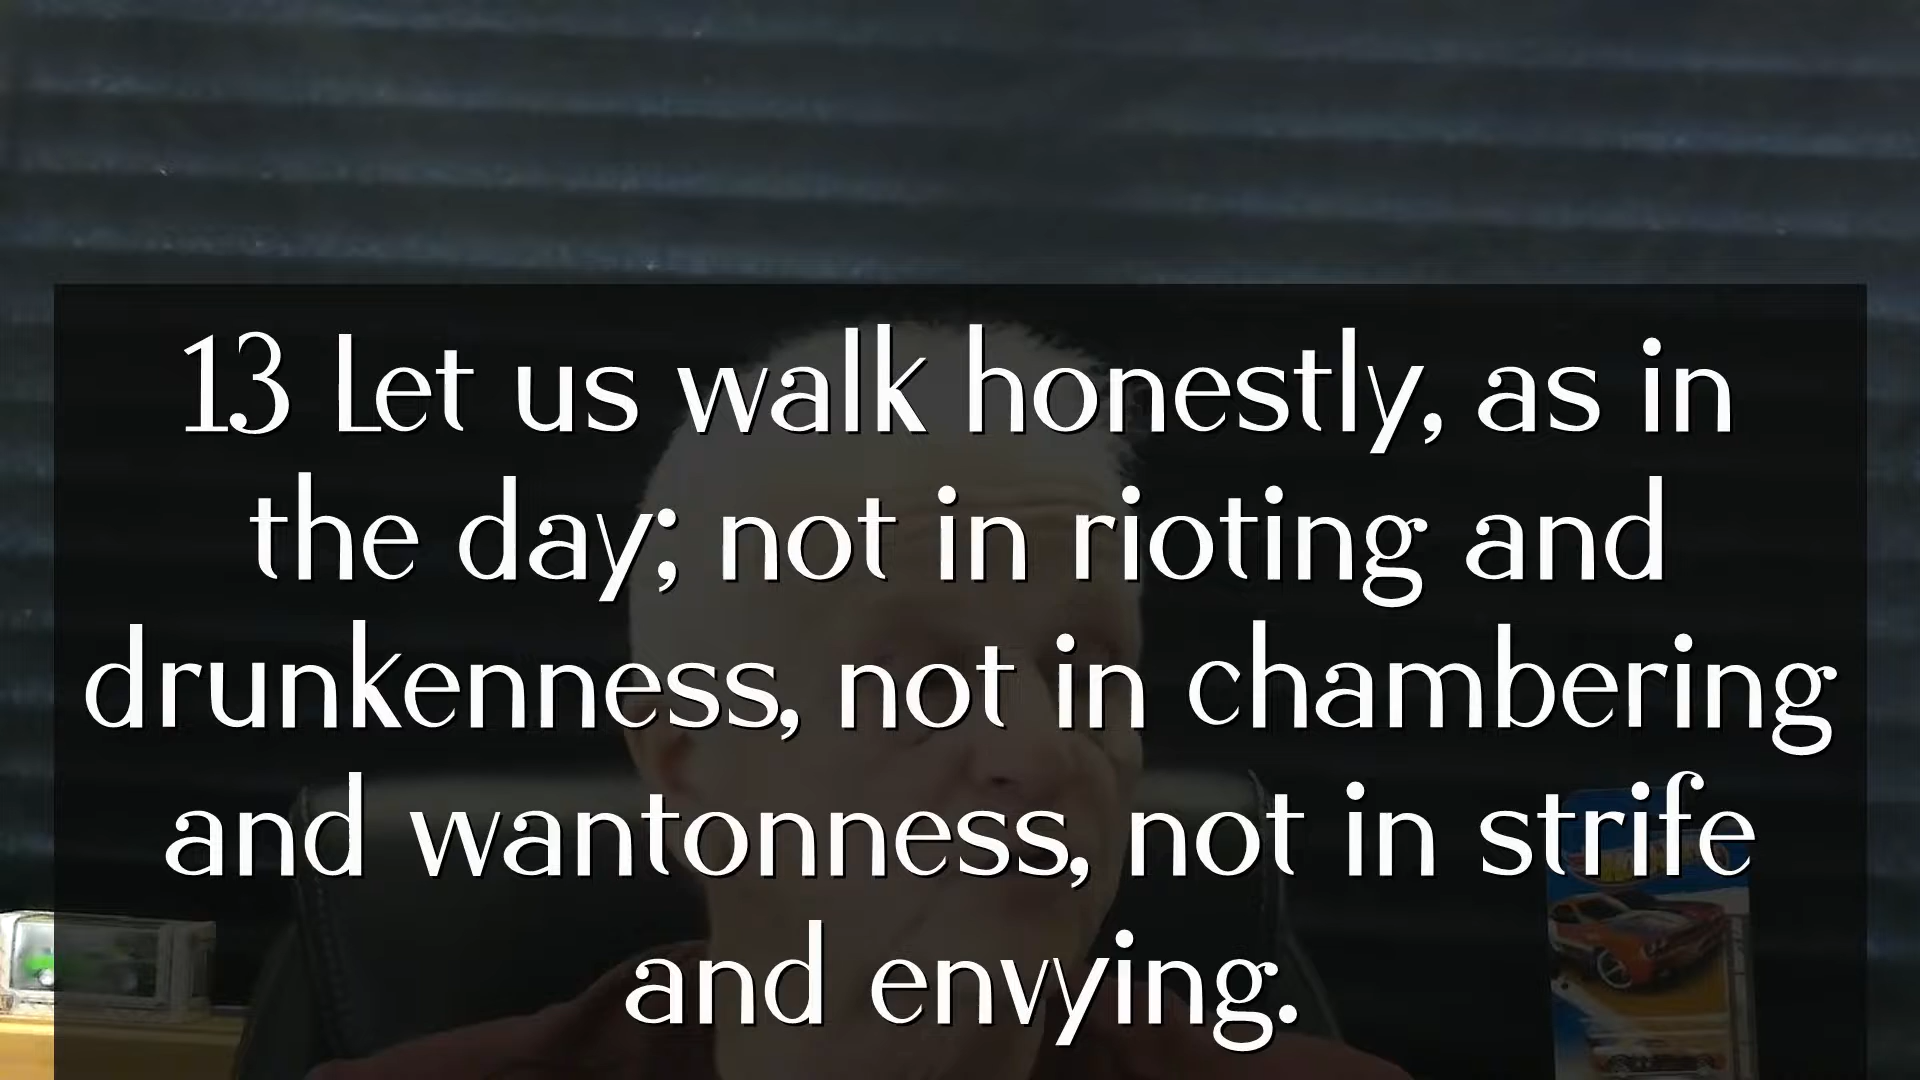 13 Let us walk honestly, as in
the day; not in rioting and
drunkenness, not in chambering
and wantonness, not in strife
and envying.